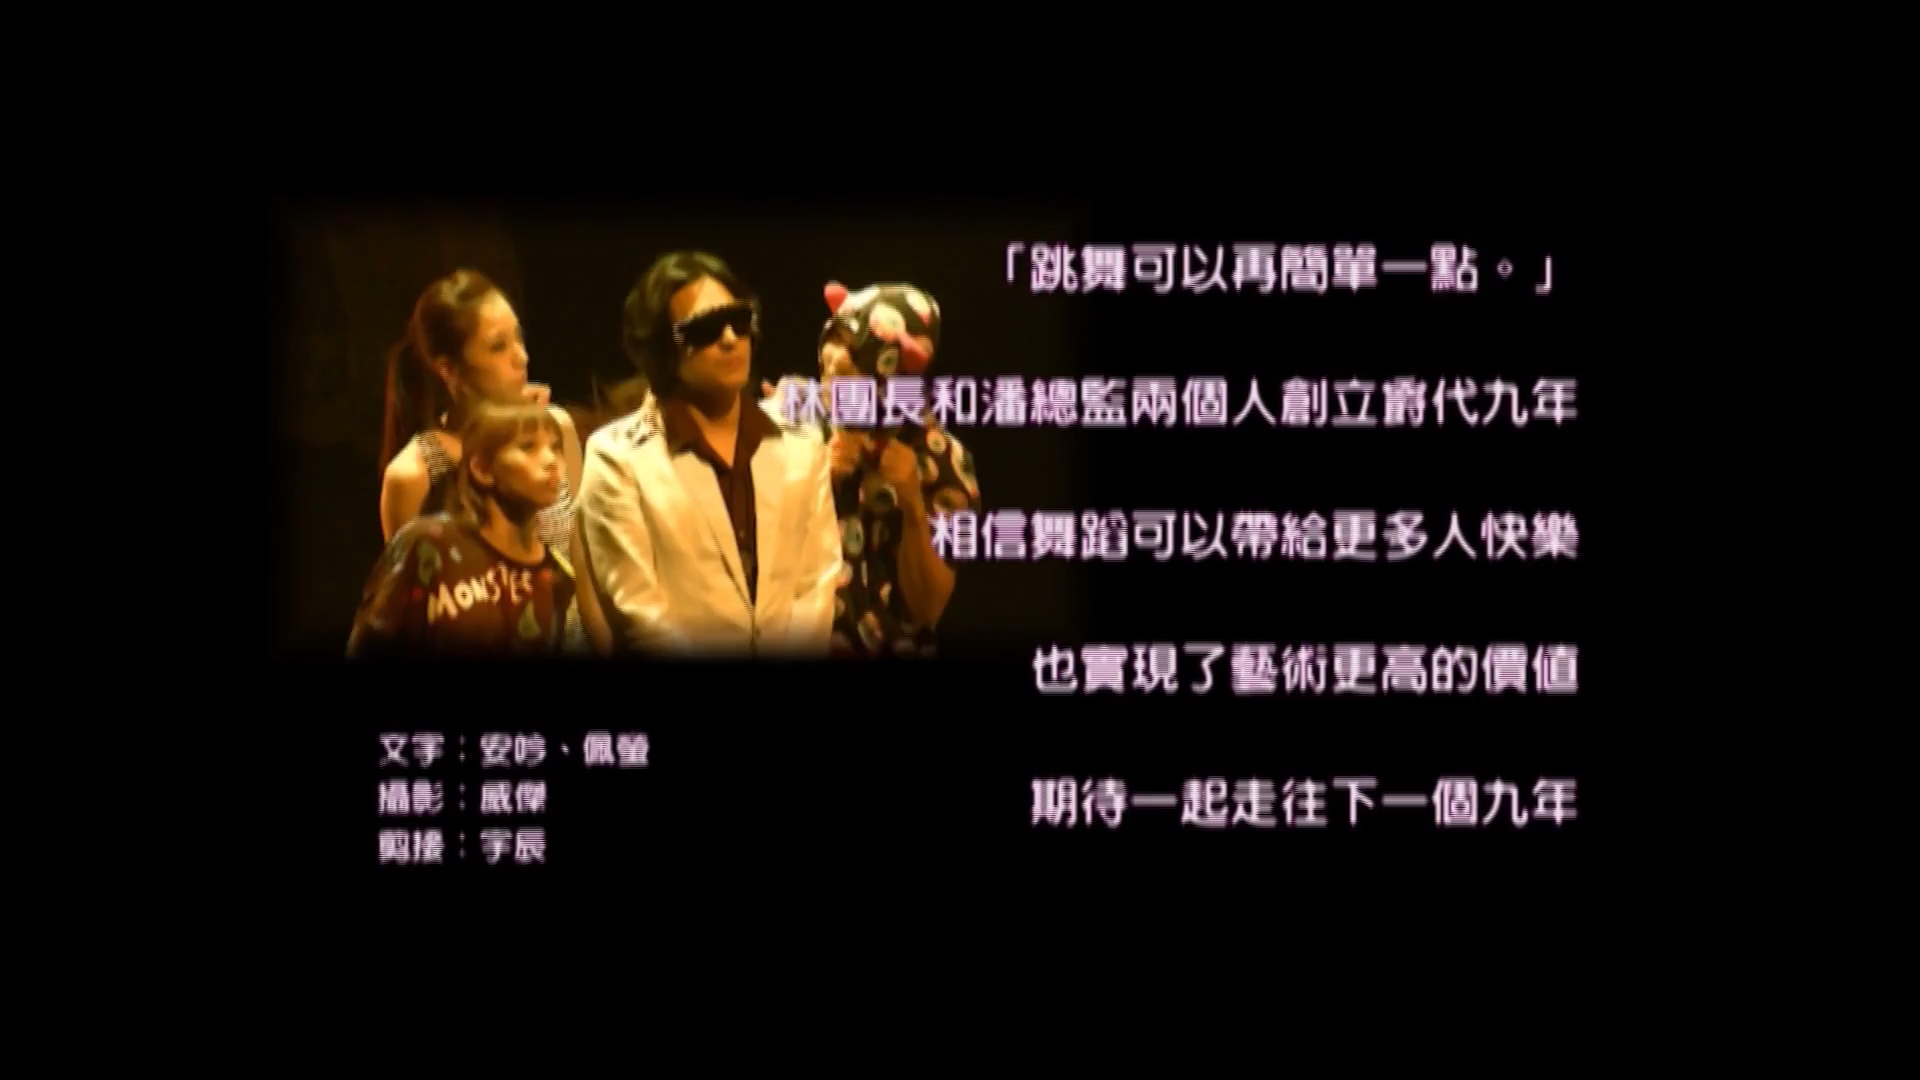 「跳舞可以再簡單一點。」
林團長和潘總監兩個人創立爵代九年
相信舞蹈可以帶給更多人快樂
也實現了藝術更高的價值
期待一起走往下一個九年
MONSTER
文字：安吟、佩螢
攝影：威傑
剪接：宇辰